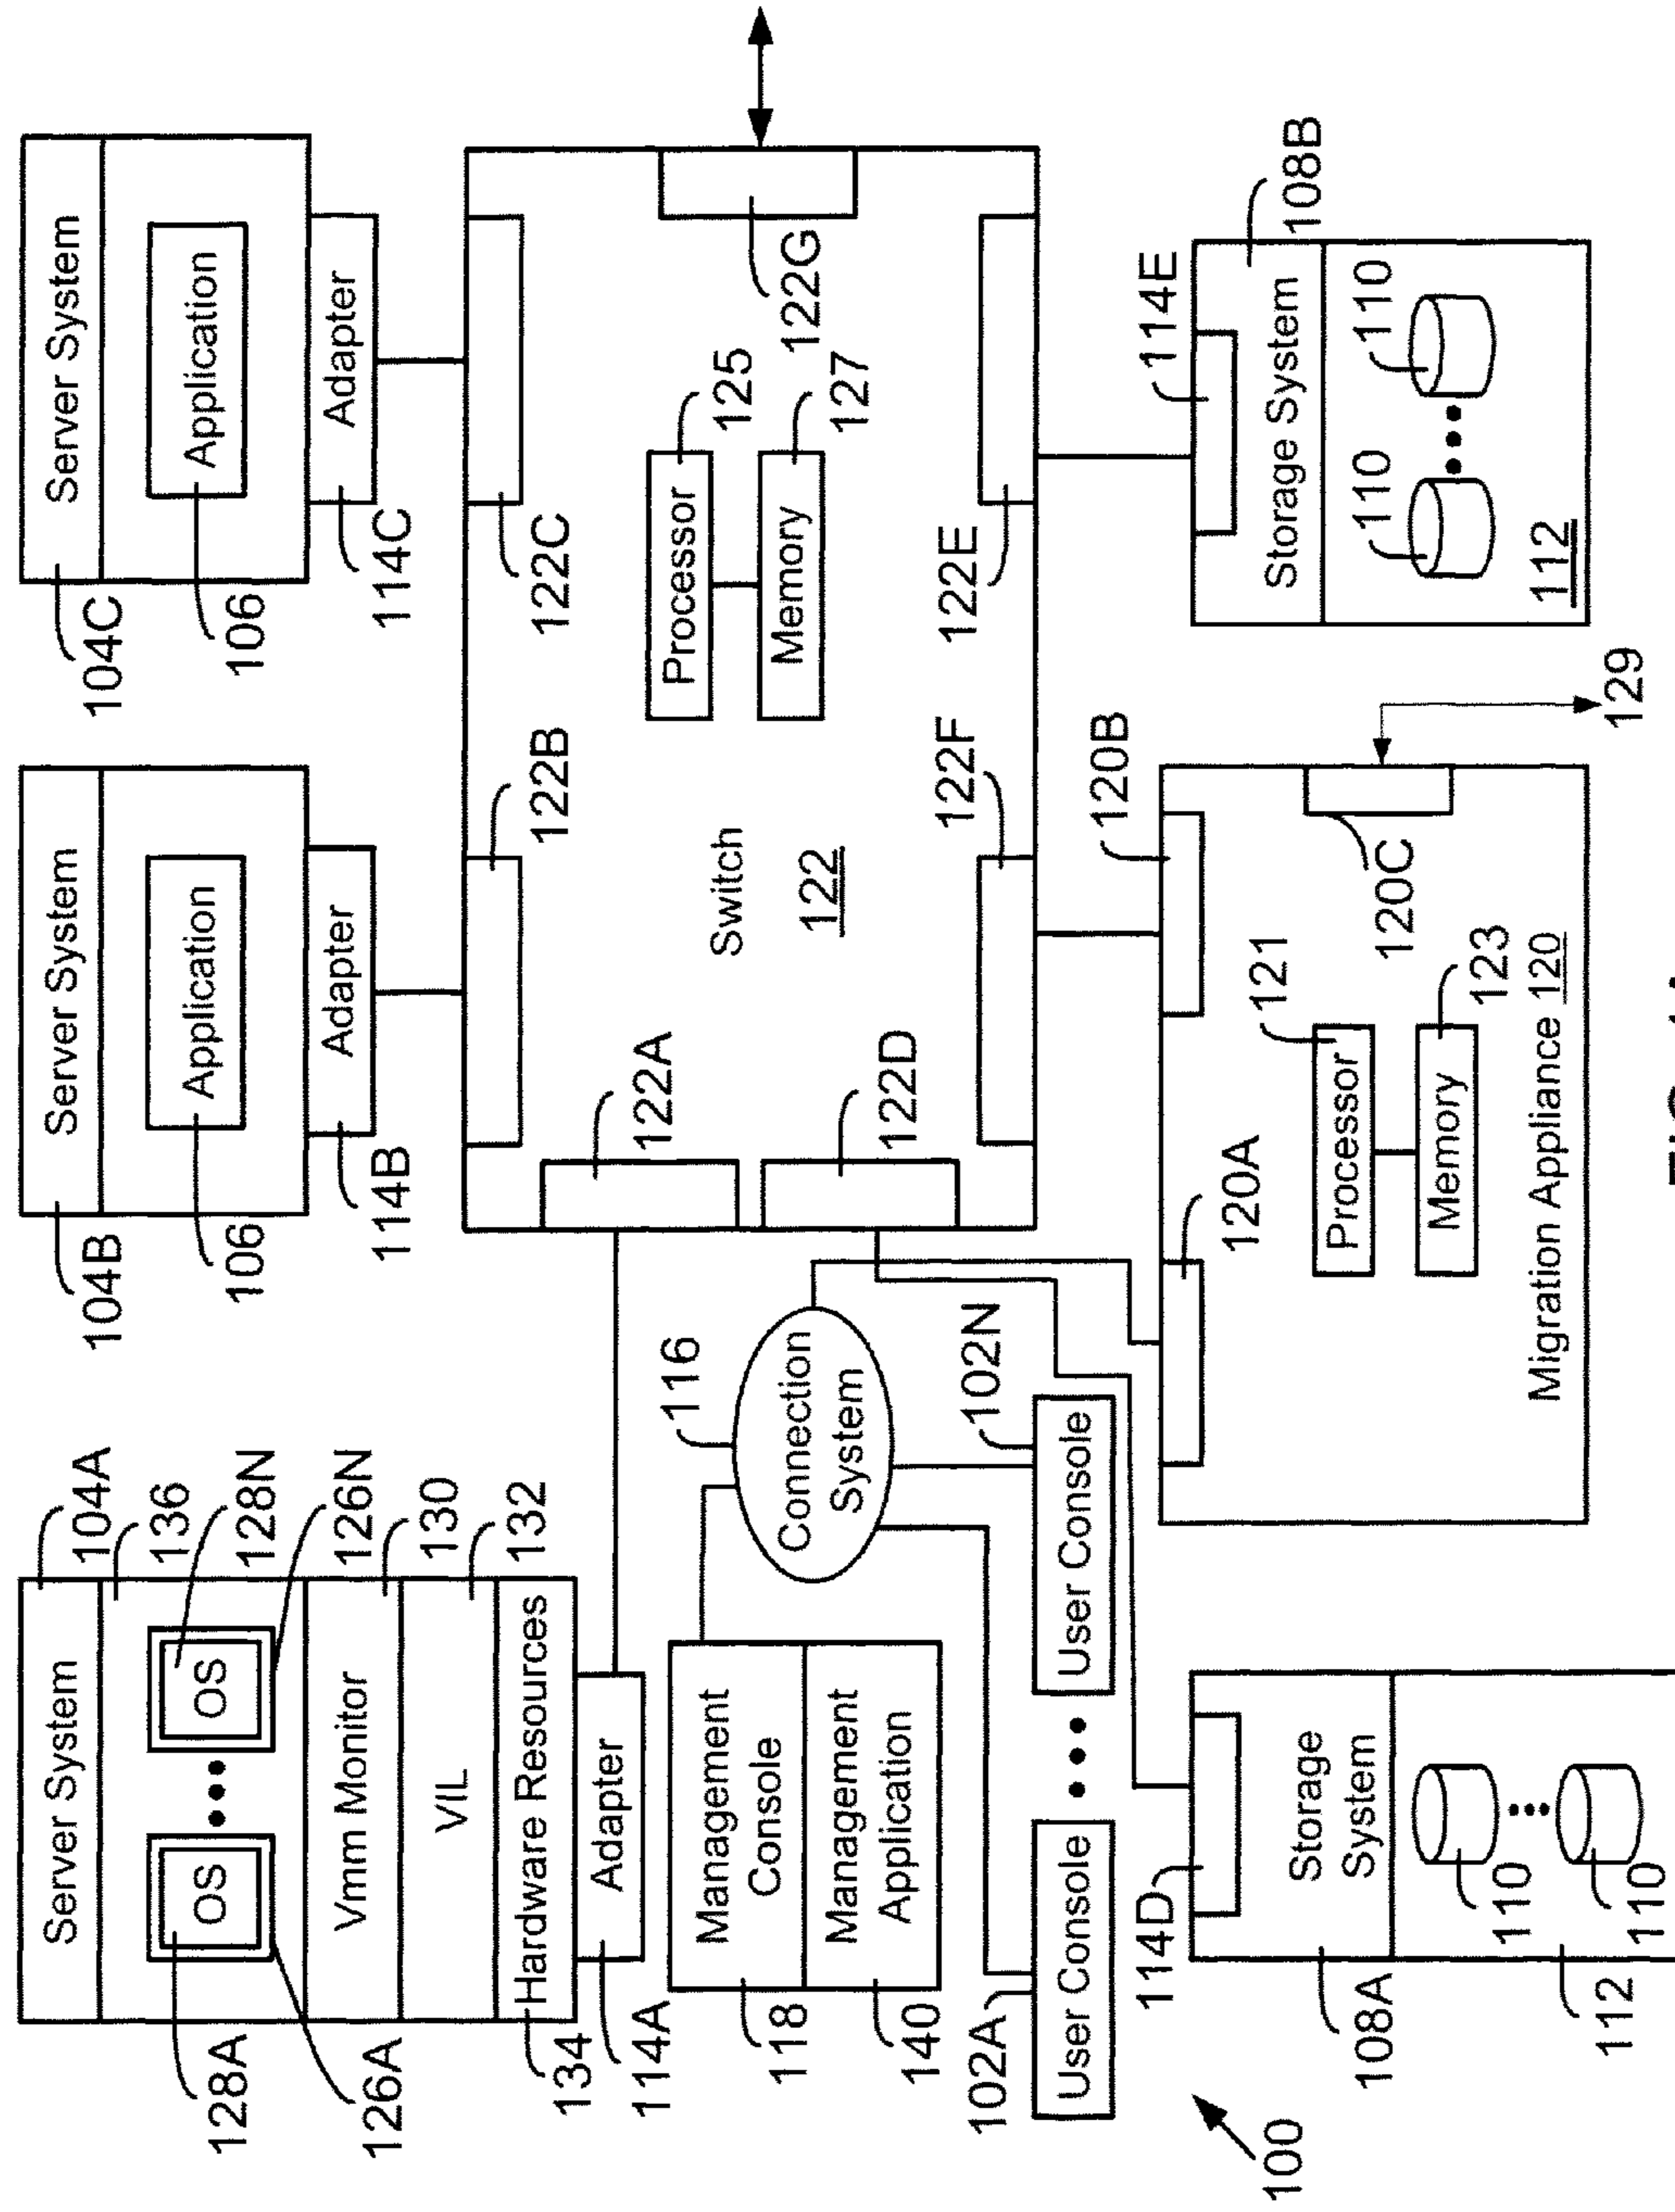 104A
Server System
136
128N
OS
OS
128A
126N
126A
Vmm Monitor
130
VIL
132
Hardware Resources
134
Adapter
114A
104B
Server System
Application
106
Adapter
114B
104C
Server System
Application
106
Adapter
114C
Management
Console
118
Management
Application
140
116
Connection
System
102N
User Console
User Console
102A
122A
122B
122C
122D
122E
122F
122G
Switch
122
Processor
125
Memory
127
114D
Storage
System
108A
110
110
112
120A
120B
120C
Processor
121
Memory
123
Migration Appliance 120
129
114E
108B
Storage System
110
110
112
100